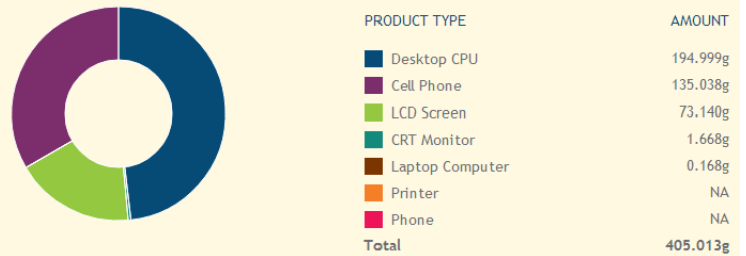 PRODUCT TYPE AMOUNT
Desktop CPU 194.999g
Cell Phone 135.038g
LCD Screen 73.140g
CRT Monitor 1.668g
Laptop Computer 0.168g
Printer NA
Phone NA
Total 405.013g